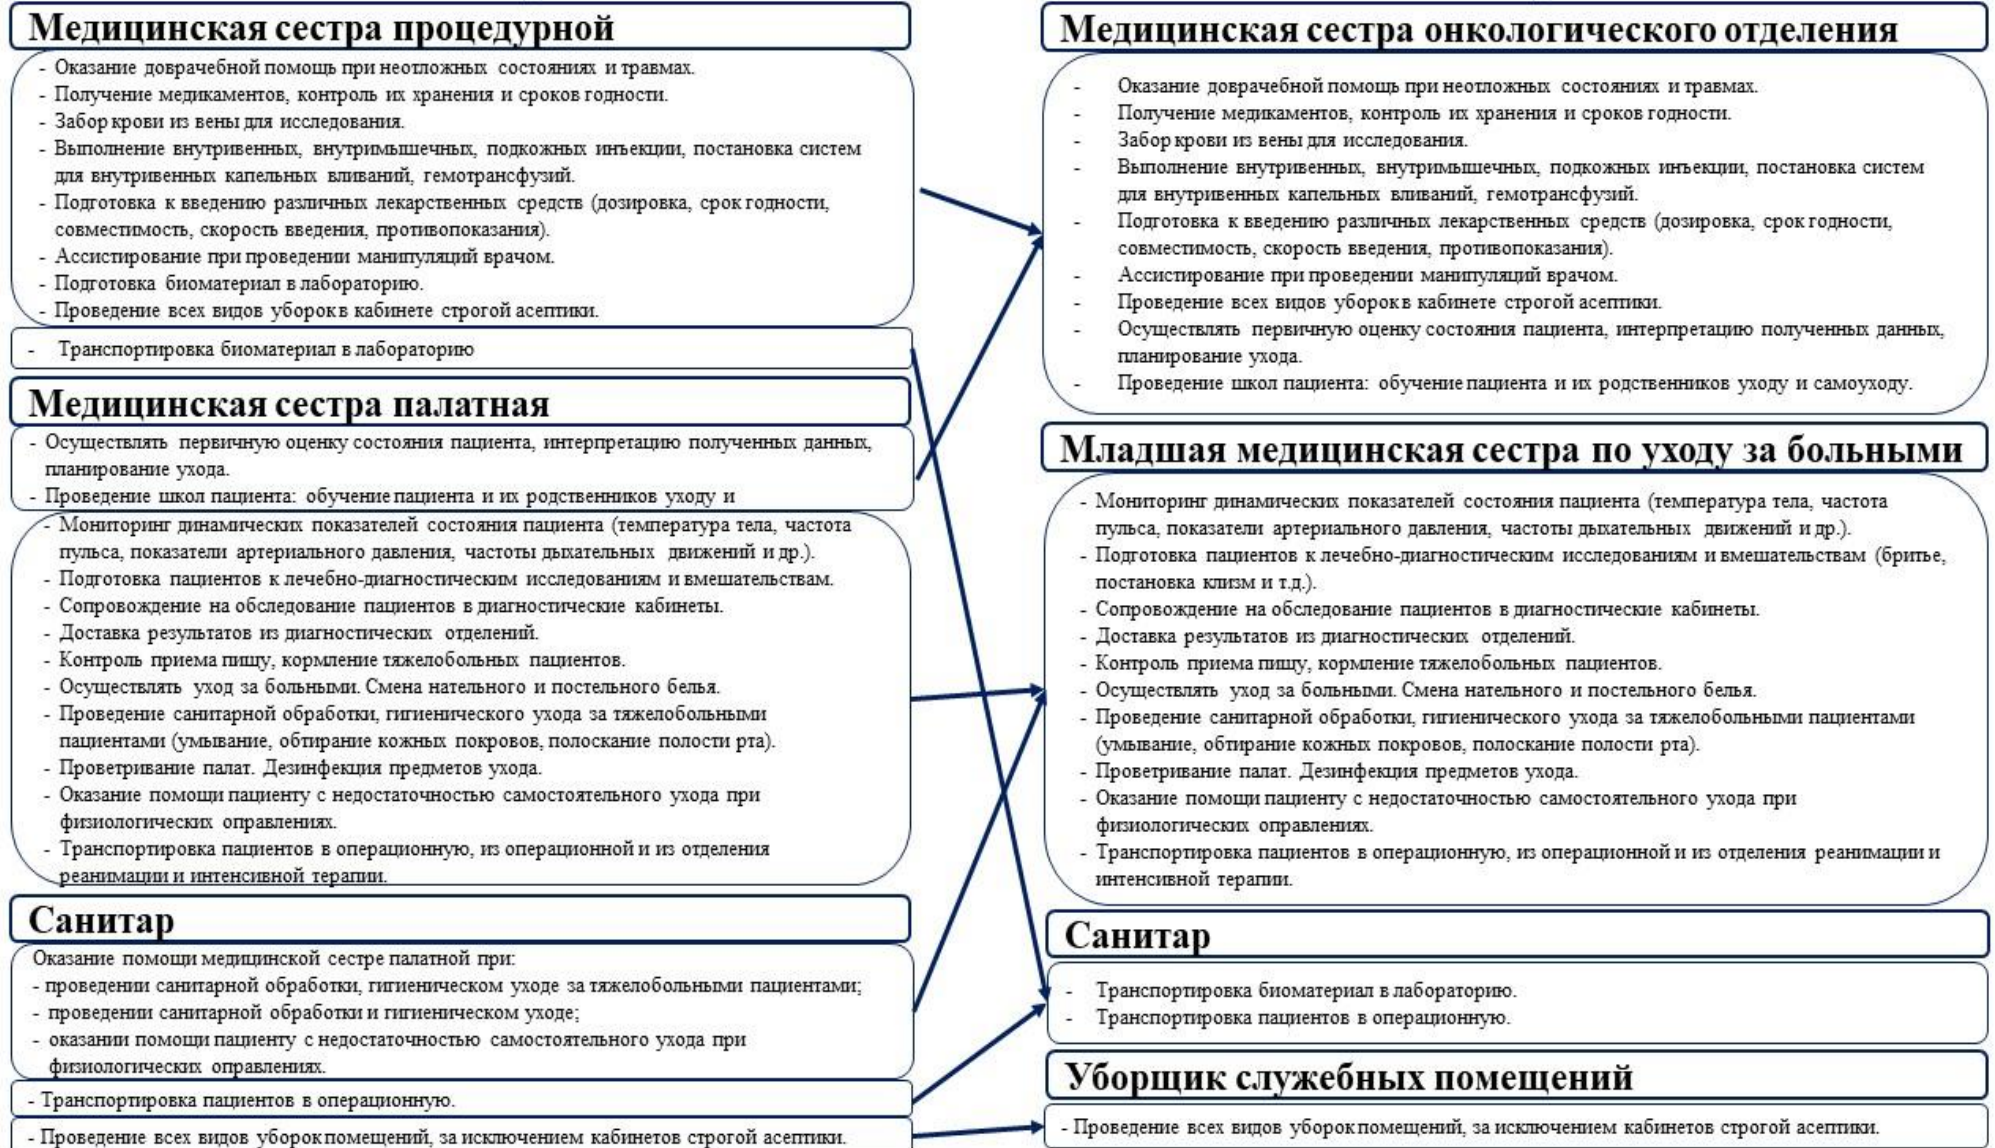 Медицинская сестра процедурной
- Оказание доврачебной помощь при неотложных состояниях и травмах.
- Получение медикаментов, контроль их хранения и сроков годности.
- Забор крови из вены для исследования.
- Выполнение внутривенных, внутримышечных, подкожных инъекции, постановка систем
для внутривенных капельных вливаний, гемотрансфузий.
- Подготовка к введению различных лекарственных средств (дозировка, срок годности,
совместимость, скорость введения, противопоказания).
- Ассистирование при проведении манипуляций врачом.
- Подготовка биоматериал в лабораторию.
- Проведение всех видов уборок в кабинете строгой асептики.
- Транспортировка биоматериал в лабораторию
Медицинская сестра палатная
- Осуществлять первичную оценку состояния пациента, интерпретацию полученных данных,
планирование ухода.
- Проведение школ пациента: обучение пациента и их родственников уходу и
- Мониторинг динамических показателей состояния пациента (температура тела, частота
пульса, показатели артериального давления, частоты дыхательных движений и др.).
- Подготовка пациентов к лечебно-диагностическим исследованиям и вмешательствам.
- Сопровождение на обследование пациентов в диагностические кабинеты.
- Доставка результатов из диагностических отделений.
- Контроль приема пищу, кормление тяжелобольных пациентов.
- Осуществлять уход за больными. Смена нательного и постельного белья.
- Проведение санитарной обработки, гигиенического ухода за тяжелобольными
пациентами (умывание, обтирание кожных покровов, полоскание полости рта).
- Проветривание палат. Дезинфекция предметов ухода.
- Оказание помощи пациенту с недостаточностью самостоятельного ухода при
физиологических оправлениях.
- Транспортировка пациентов в операционную, из операционной и из отделения
реанимации и интенсивной терапии.
Санитар
Оказание помощи медицинской сестре палатной при:
- проведении санитарной обработки, гигиеническом уходе за тяжелобольными пациентами;
- проведении санитарной обработки и гигиеническом уходе;
- оказании помощи пациенту с недостаточностью самостоятельного ухода при
физиологических оправлениях.
- Транспортировка пациентов в операционную.
- Проведение всех видов уборок помещений, за исключением кабинетов строгой асептики.
Медицинская сестра онкологического отделения
- Оказание доврачебной помощь при неотложных состояниях и травмах.
- Получение медикаментов, контроль их хранения и сроков годности.
- Забор крови из вены для исследования.
- Выполнение внутривенных, внутримышечных, подкожных инъекции, постановка систем
для внутривенных капельных вливаний, гемотрансфузий.
- Подготовка к введению различных лекарственных средств (дозировка, срок годности,
совместимость, скорость введения, противопоказания).
- Ассистирование при проведении манипуляций врачом.
- Проведение всех видов уборок в кабинете строгой асептики.
- Осуществлять первичную оценку состояния пациента, интерпретацию полученных данных,
планирование ухода.
- Проведение школ пациента: обучение пациента и их родственников уходу и самоуходу.
Младшая медицинская сестра по уходу за больными
- Мониторинг динамических показателей состояния пациента (температура тела, частота
пульса, показатели артериального давления, частоты дыхательных движений и др.).
- Подготовка пациентов к лечебно-диагностическим исследованиям и вмешательствам (бритье,
постановка клизм и т.д.).
- Сопровождение на обследование пациентов в диагностические кабинеты.
- Доставка результатов из диагностических отделений.
- Контроль приема пищу, кормление тяжелобольных пациентов.
- Осуществлять уход за больными. Смена нательного и постельного белья.
- Проведение санитарной обработки, гигиенического ухода за тяжелобольными пациентами
(умывание, обтирание кожных покровов, полоскание полости рта).
- Проветривание палат. Дезинфекция предметов ухода.
- Оказание помощи пациенту с недостаточностью самостоятельного ухода при
физиологических оправлениях.
- Транспортировка пациентов в операционную, из операционной и из отделения реанимации и
интенсивной терапии.
Санитар
- Транспортировка биоматериал в лабораторию.
- Транспортировка пациентов в операционную.
Уборщик служебных помещений
- Проведение всех видов уборок помещений, за исключением кабинетов строгой асептики.